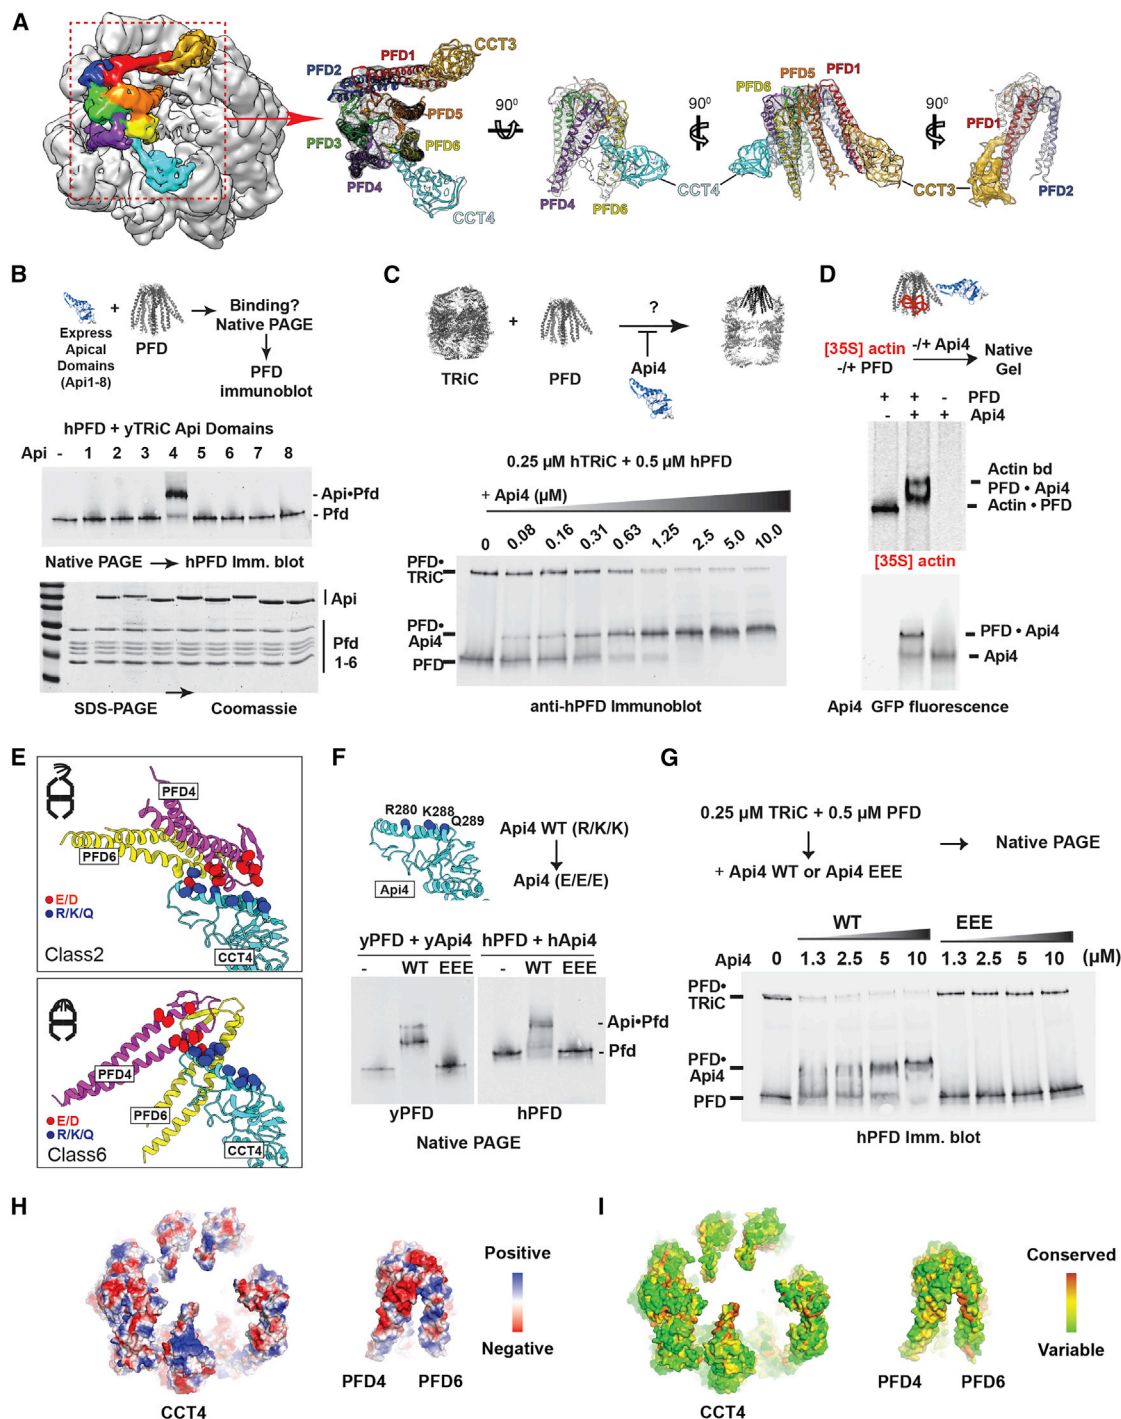 A
PFD2
PFD1
CCT3
PFD5
PFD3
PFD6
PFD4
CCT4
90⁰
PFD4
PFD6
CCT4
90⁰
PFD6
PFD5
PFD1
CCT3
90⁰
PFD1
PFD2
B
+
Express
Apical
Domains
(Api1-8)
PFD
Binding?
Native PAGE
PFD
immunoblot
hPFD + yTRiC Api Domains
Api - 1 2 3 4 5 6 7 8
- Api•Pfd
- Pfd
Native PAGE → hPFD Imm. blot
Api
Pfd
1-6
SDS-PAGE → Coomassie
C
TRiC
+
PFD
?
Api4
0.25 µM hTRiC + 0.5 µM hPFD
+ Api4 (µM)
0 0.08 0.16 0.31 0.63 1.25 2.5 5.0 10.0
PFD•
TRiC
PFD•
Api4
PFD
anti-hPFD Immunoblot
D
[35S] actin
-/+ PFD
-/+ Api4
Native
Gel
+ + - PFD
- + + Api4
Actin bd
PFD • Api4
Actin • PFD
[35S] actin
PFD • Api4
Api4
Api4 GFP fluorescence
E
PFD4
PFD6
E/D
R/K/Q
CCT4
Class2
PFD4
PFD6
E/D
R/K/Q
CCT4
Class6
F
R280
K288
Q289
Api4
Api4 WT (R/K/K)
Api4 (E/E/E)
yPFD + yApi4
hPFD + hApi4
- WT EEE
- WT EEE
- Api•Pfd
- Pfd
yPFD
hPFD
Native PAGE
G
0.25 µM TRiC + 0.5 µM PFD
+ Api4 WT or Api4 EEE
Native PAGE
WT
EEE
Api4 0 1.3 2.5 5 10 1.3 2.5 5 10 (µM)
PFD•
TRiC
PFD•
Api4
PFD
hPFD Imm. blot
H
CCT4
PFD4
PFD6
Positive
Negative
I
CCT4
PFD4
PFD6
Conserved
Variable